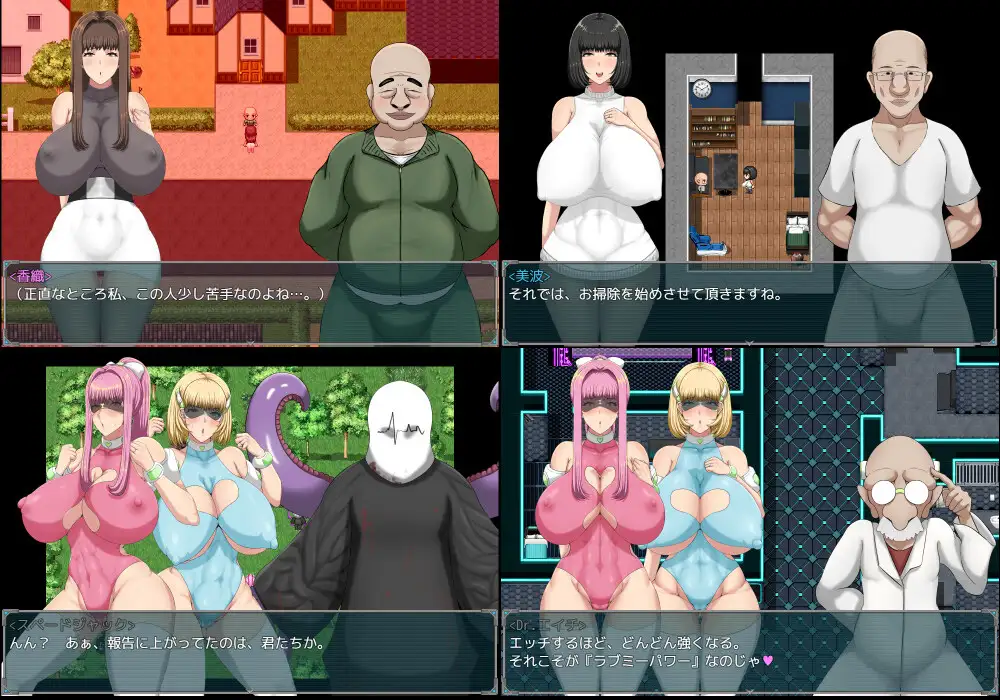 <香織>
(正直なところ私、この人少し苦手なのよね…。)
<美波>
それでは、お掃除を始めさせて頂きますね。
<スペードジャック>
んん？　あぁ、報告に上がってたのは、君たちか。
<Dr.エイチ>
エッチするほど、どんどん強くなる。
それこそが『ラブミーパワー』なのじゃ♥